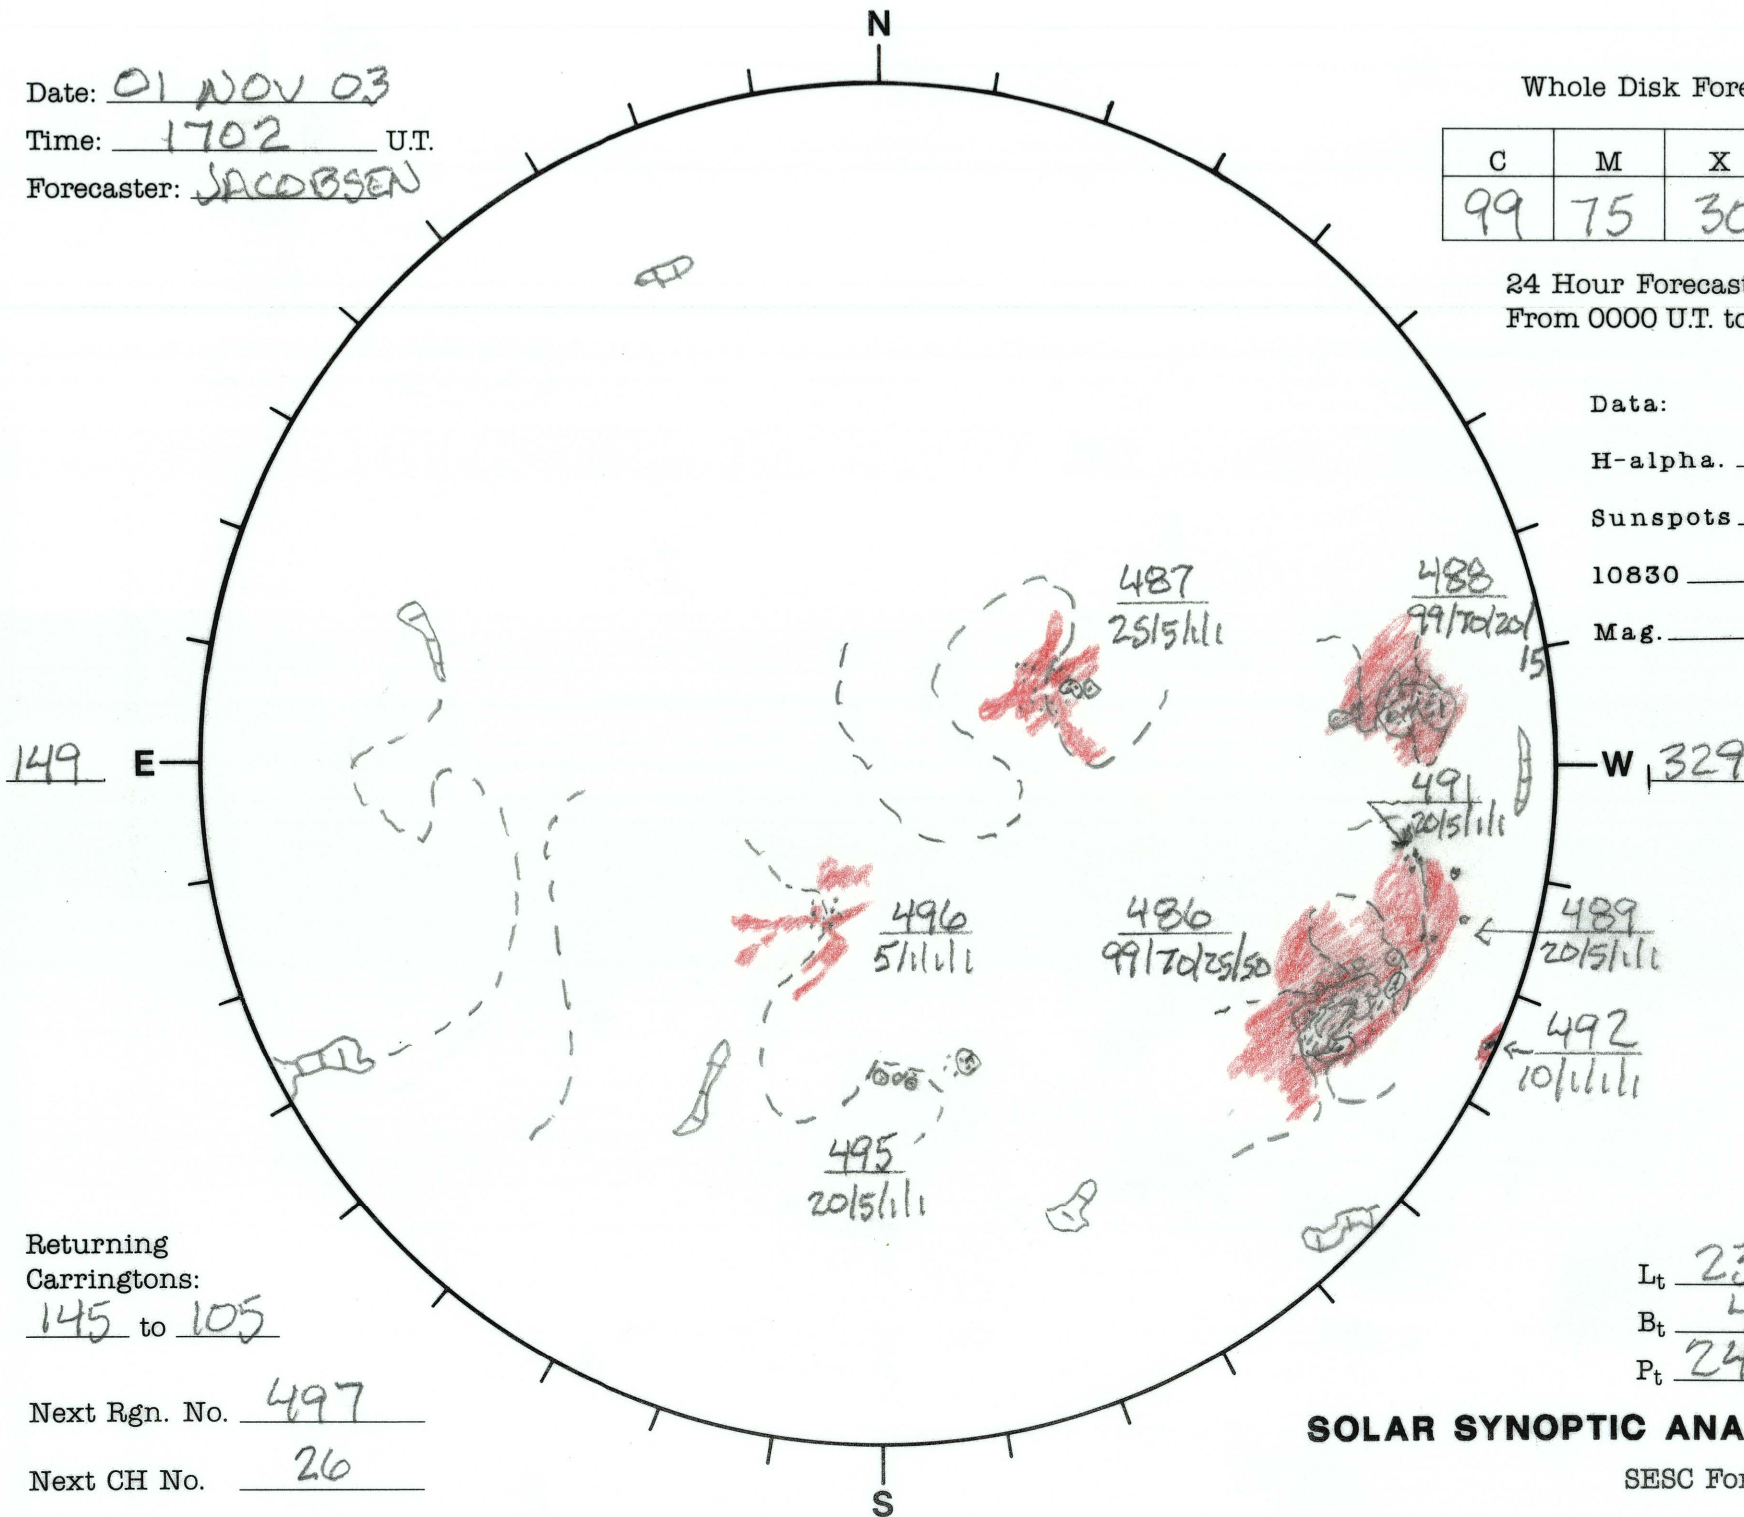 N
Date: 01 NOV 03
Time: 1702 U.T.
Forecaster: JACOBSEN
Whole Disk Fore
C M X
99 75 30
24 Hour Forecast
From 0000 U.T. to
Data:
H-alpha.
Sunspots
10830
Mag.
487
25/5/1/1
488
99/70/20/
15
149 E
W 329
491
20/5/1/1
496
5/1/1/1
486
99/70/25/50
489
20/5/1/1
492
10/1/1/1
495
20/5/1/1
Returning
Carringtons:
145 to 105
Next Rgn. No. 497
Next CH No. 26
Lt 23
Bt 4
Pt 24
SOLAR SYNOPTIC ANA
SESC For
S